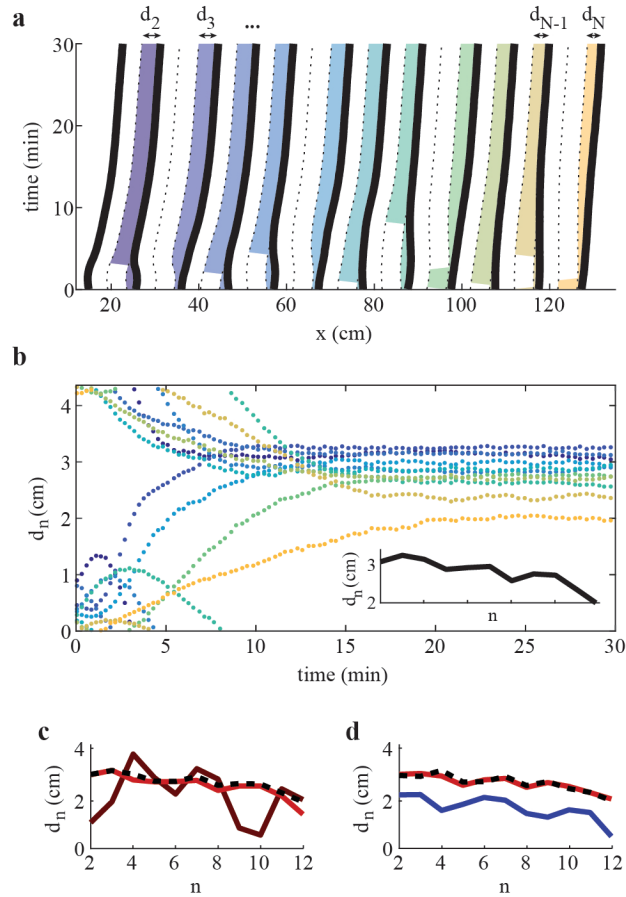 a
d2 d3 ... dN-1 dN
30
20
10
0
time (min)
20 40 60 80 100 120
x (cm)
b
4
3
2
1
0
dn (cm)
0 5 10 15 20 25 30
time (min)
3
2
dn (cm)
n
c
4
2
0
dn (cm)
2 4 6 8 10 12
n
d
4
2
0
dn (cm)
2 4 6 8 10 12
n